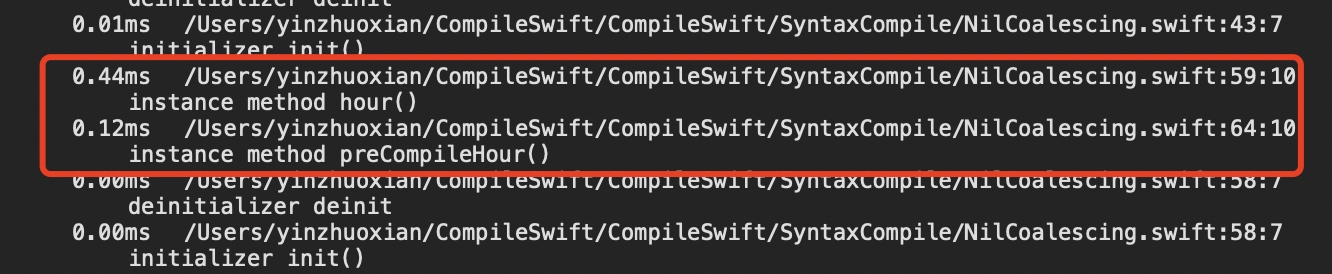 deinitializer deinit
0.01ms /Users/yinzhuoxian/CompileSwift/CompileSwift/SyntaxCompile/NilCoalescing.swift:43:7
initializer init()
0.44ms /Users/yinzhuoxian/CompileSwift/CompileSwift/SyntaxCompile/NilCoalescing.swift:59:10
instance method hour()
0.12ms /Users/yinzhuoxian/CompileSwift/CompileSwift/SyntaxCompile/NilCoalescing.swift:64:10
instance method preCompileHour()
0.00ms /Users/yinzhuoxian/CompileSwift/CompileSwift/SyntaxCompile/NilCoalescing.swift:58:7
deinitializer deinit
0.00ms /Users/yinzhuoxian/CompileSwift/CompileSwift/SyntaxCompile/NilCoalescing.swift:58:7
initializer init()